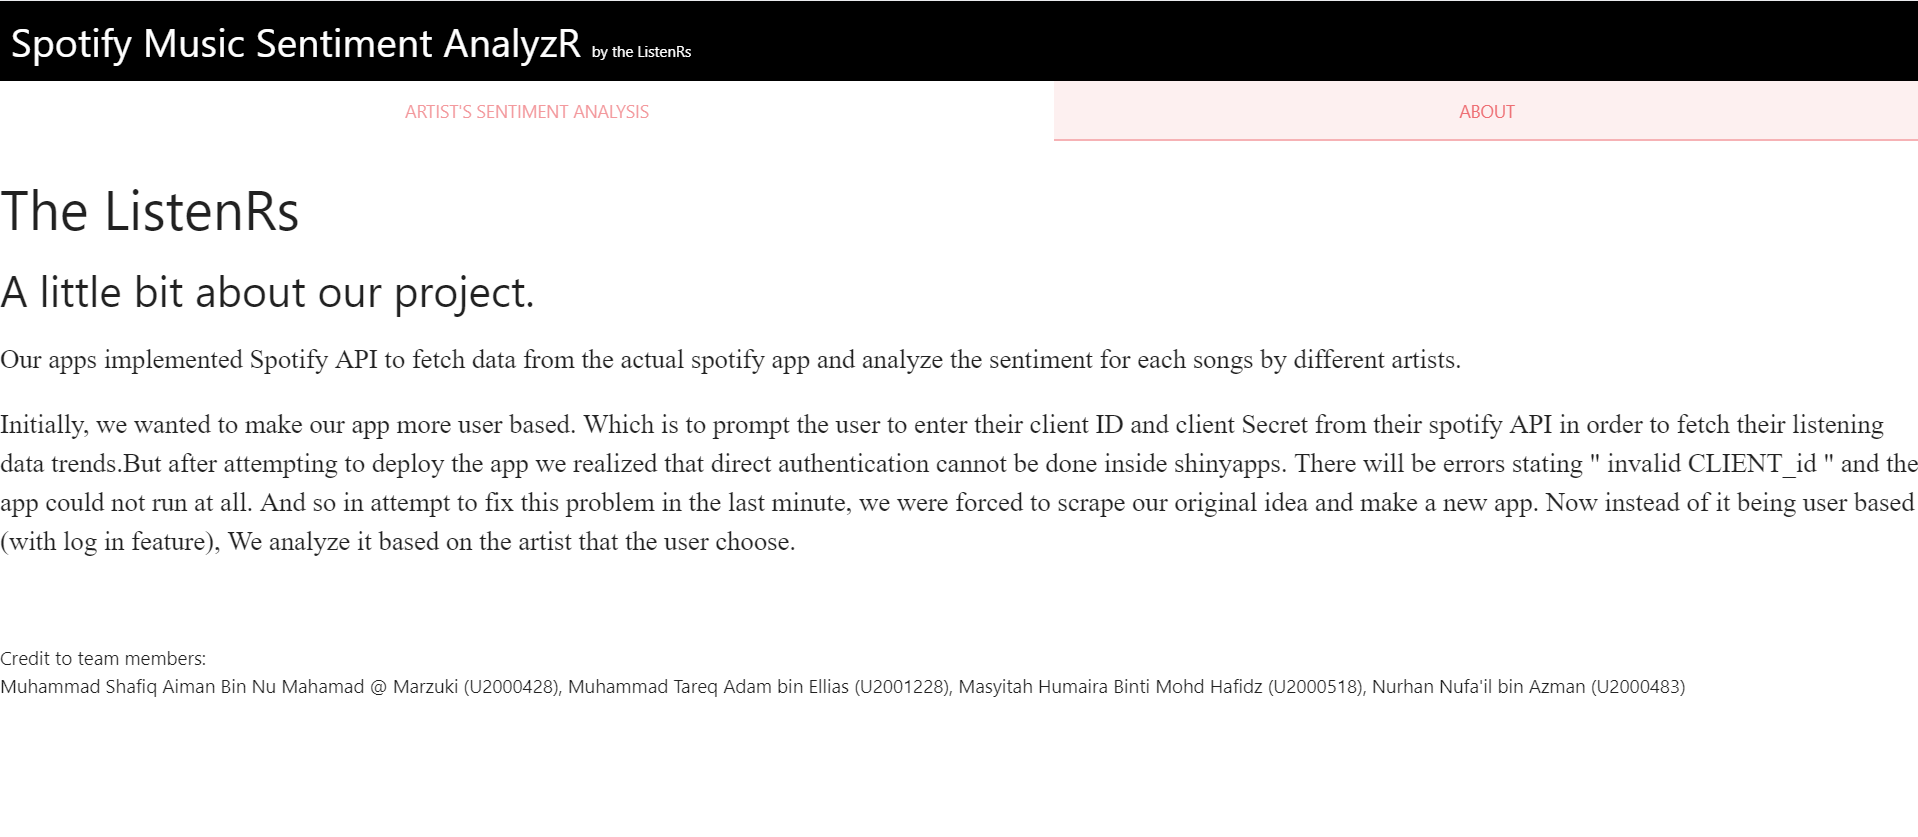 Spotify Music Sentiment AnalyzR by the ListenRs
ARTIST'S SENTIMENT ANALYSIS
ABOUT
The ListenRs
A little bit about our project.
Our apps implemented Spotify API to fetch data from the actual spotify app and analyze the sentiment for each songs by different artists.
Initially, we wanted to make our app more user based. Which is to prompt the user to enter their client ID and client Secret from their spotify API in order to fetch their listening
data trends.But after attempting to deploy the app we realized that direct authentication cannot be done inside shinyapps. There will be errors stating " invalid CLIENT_id " and the
app could not run at all. And so in attempt to fix this problem in the last minute, we were forced to scrape our original idea and make a new app. Now instead of it being user based
(with log in feature), We analyze it based on the artist that the user choose.
Credit to team members:
Muhammad Shafiq Aiman Bin Nu Mahamad @ Marzuki (U2000428), Muhammad Tareq Adam bin Ellias (U2001228), Masyitah Humaira Binti Mohd Hafidz (U2000518), Nurhan Nufa'il bin Azman (U2000483)